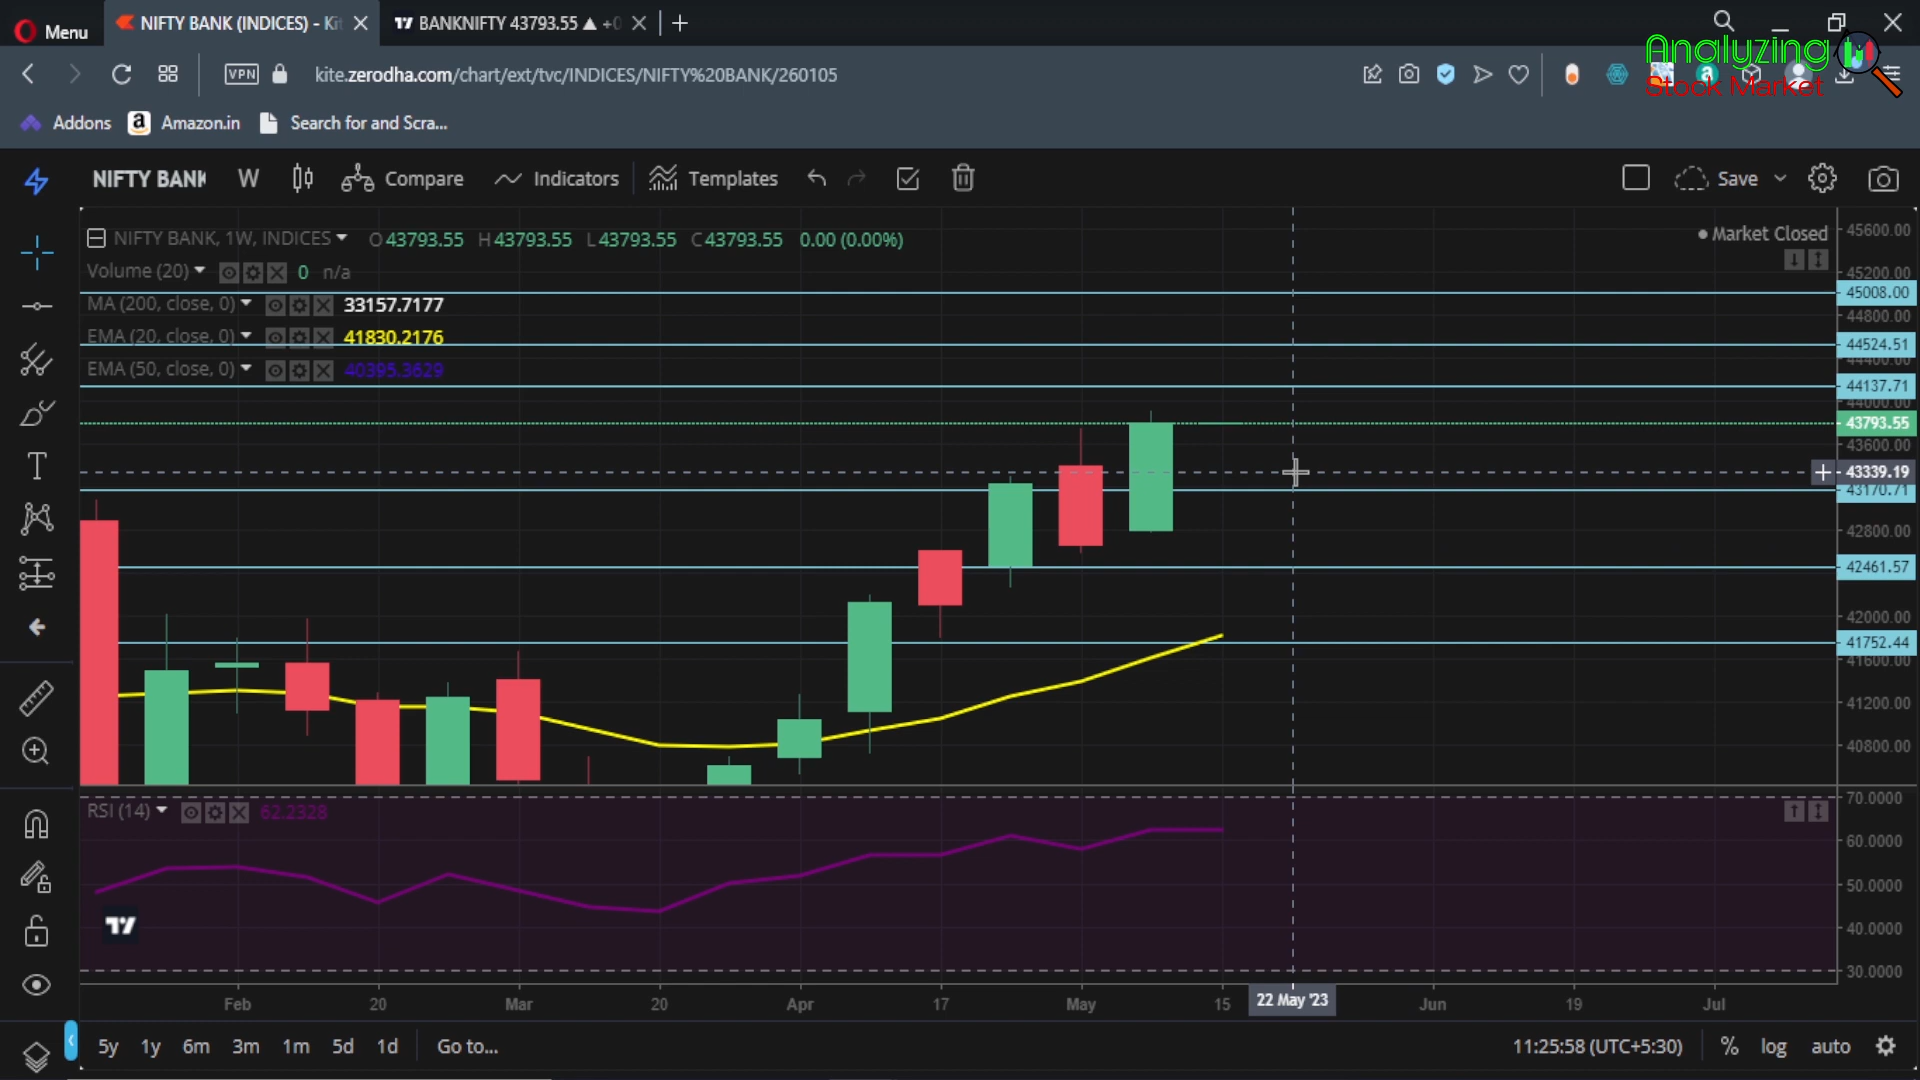 Menu
NIFTY BANK (INDICES) - Ki
BANKNIFTY 43793.55 ▲ +0
VPN
kite.zerodha.com/chart/ext/tvc/INDICES/NIFTY%20BANK/260105
Analyzing
Stock Market
Addons
Amazon.in
Search for and Scra...
NIFTY BANK
W
Compare
Indicators
Templates
Save
NIFTY BANK, 1W, INDICES
O43793.55 H43793.55 L43793.55 C43793.55 0.00 (0.00%)
Market Closed
Volume (20)
0 n/a
MA (200, close, 0)
33157.7177
EMA (20, close, 0)
41830.2176
EMA (50, close, 0)
40395.3629
45600.00
45200.00
45008.00
44800.00
44524.51
44400.00
44137.71
44000.00
43793.55
43600.00
43339.19
43170.71
42800.00
42461.57
42000.00
41752.44
41600.00
41200.00
40800.00
RSI (14)
62.2328
70.0000
60.0000
50.0000
40.0000
30.0000
Feb 20 Mar 20 Apr 17 May 15 22 May '23 Jun 19 Jul
5y 1y 6m 3m 1m 5d 1d Go to...
11:25:58 (UTC+5:30) % log auto